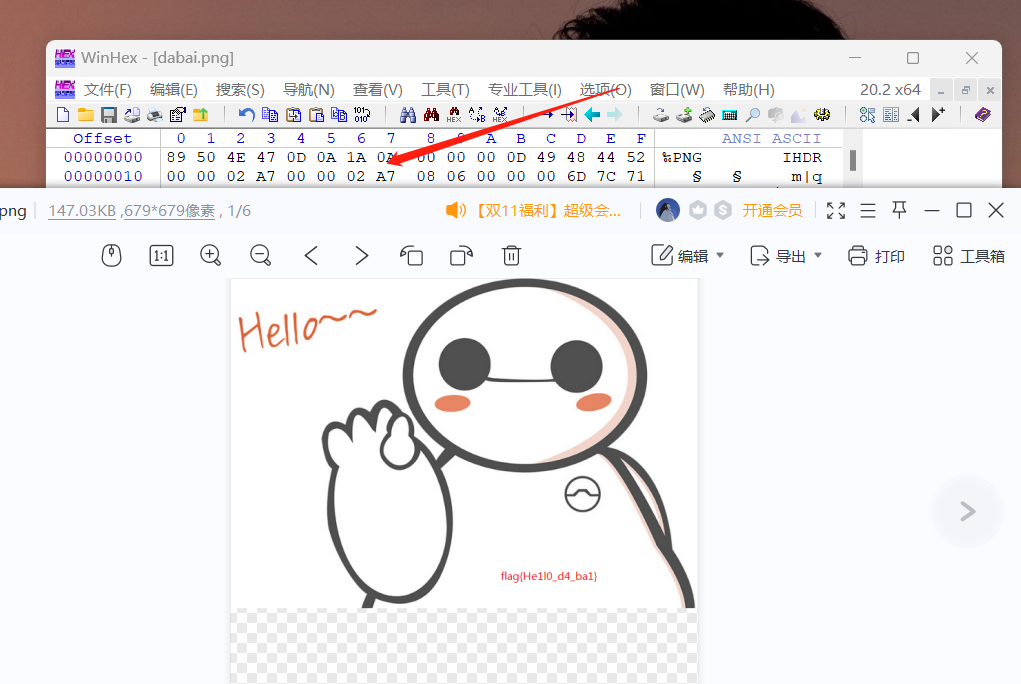 WinHex - [dabai.png]
文件(F) 编辑(E) 搜索(S) 导航(N) 查看(V) 工具(T) 专业工具(I) 选项(O) 窗口(W) 帮助(H) 20.2 x64
Offset 0 1 2 3 4 5 6 7 8 9 A B C D E F ANSI ASCII
00000000 89 50 4E 47 0D 0A 1A 0A 00 00 00 0D 49 48 44 52 ‰PNG IHDR
00000010 00 00 02 A7 00 00 02 A7 08 06 00 00 00 6D 7C 71 § § m|q
png 147.03KB ,679*679像素 , 1/6 【双11福利】超级会... 开通会员
1:1 编辑 导出 打印 工具箱
Hello~~
flag{He1l0_d4_ba1}